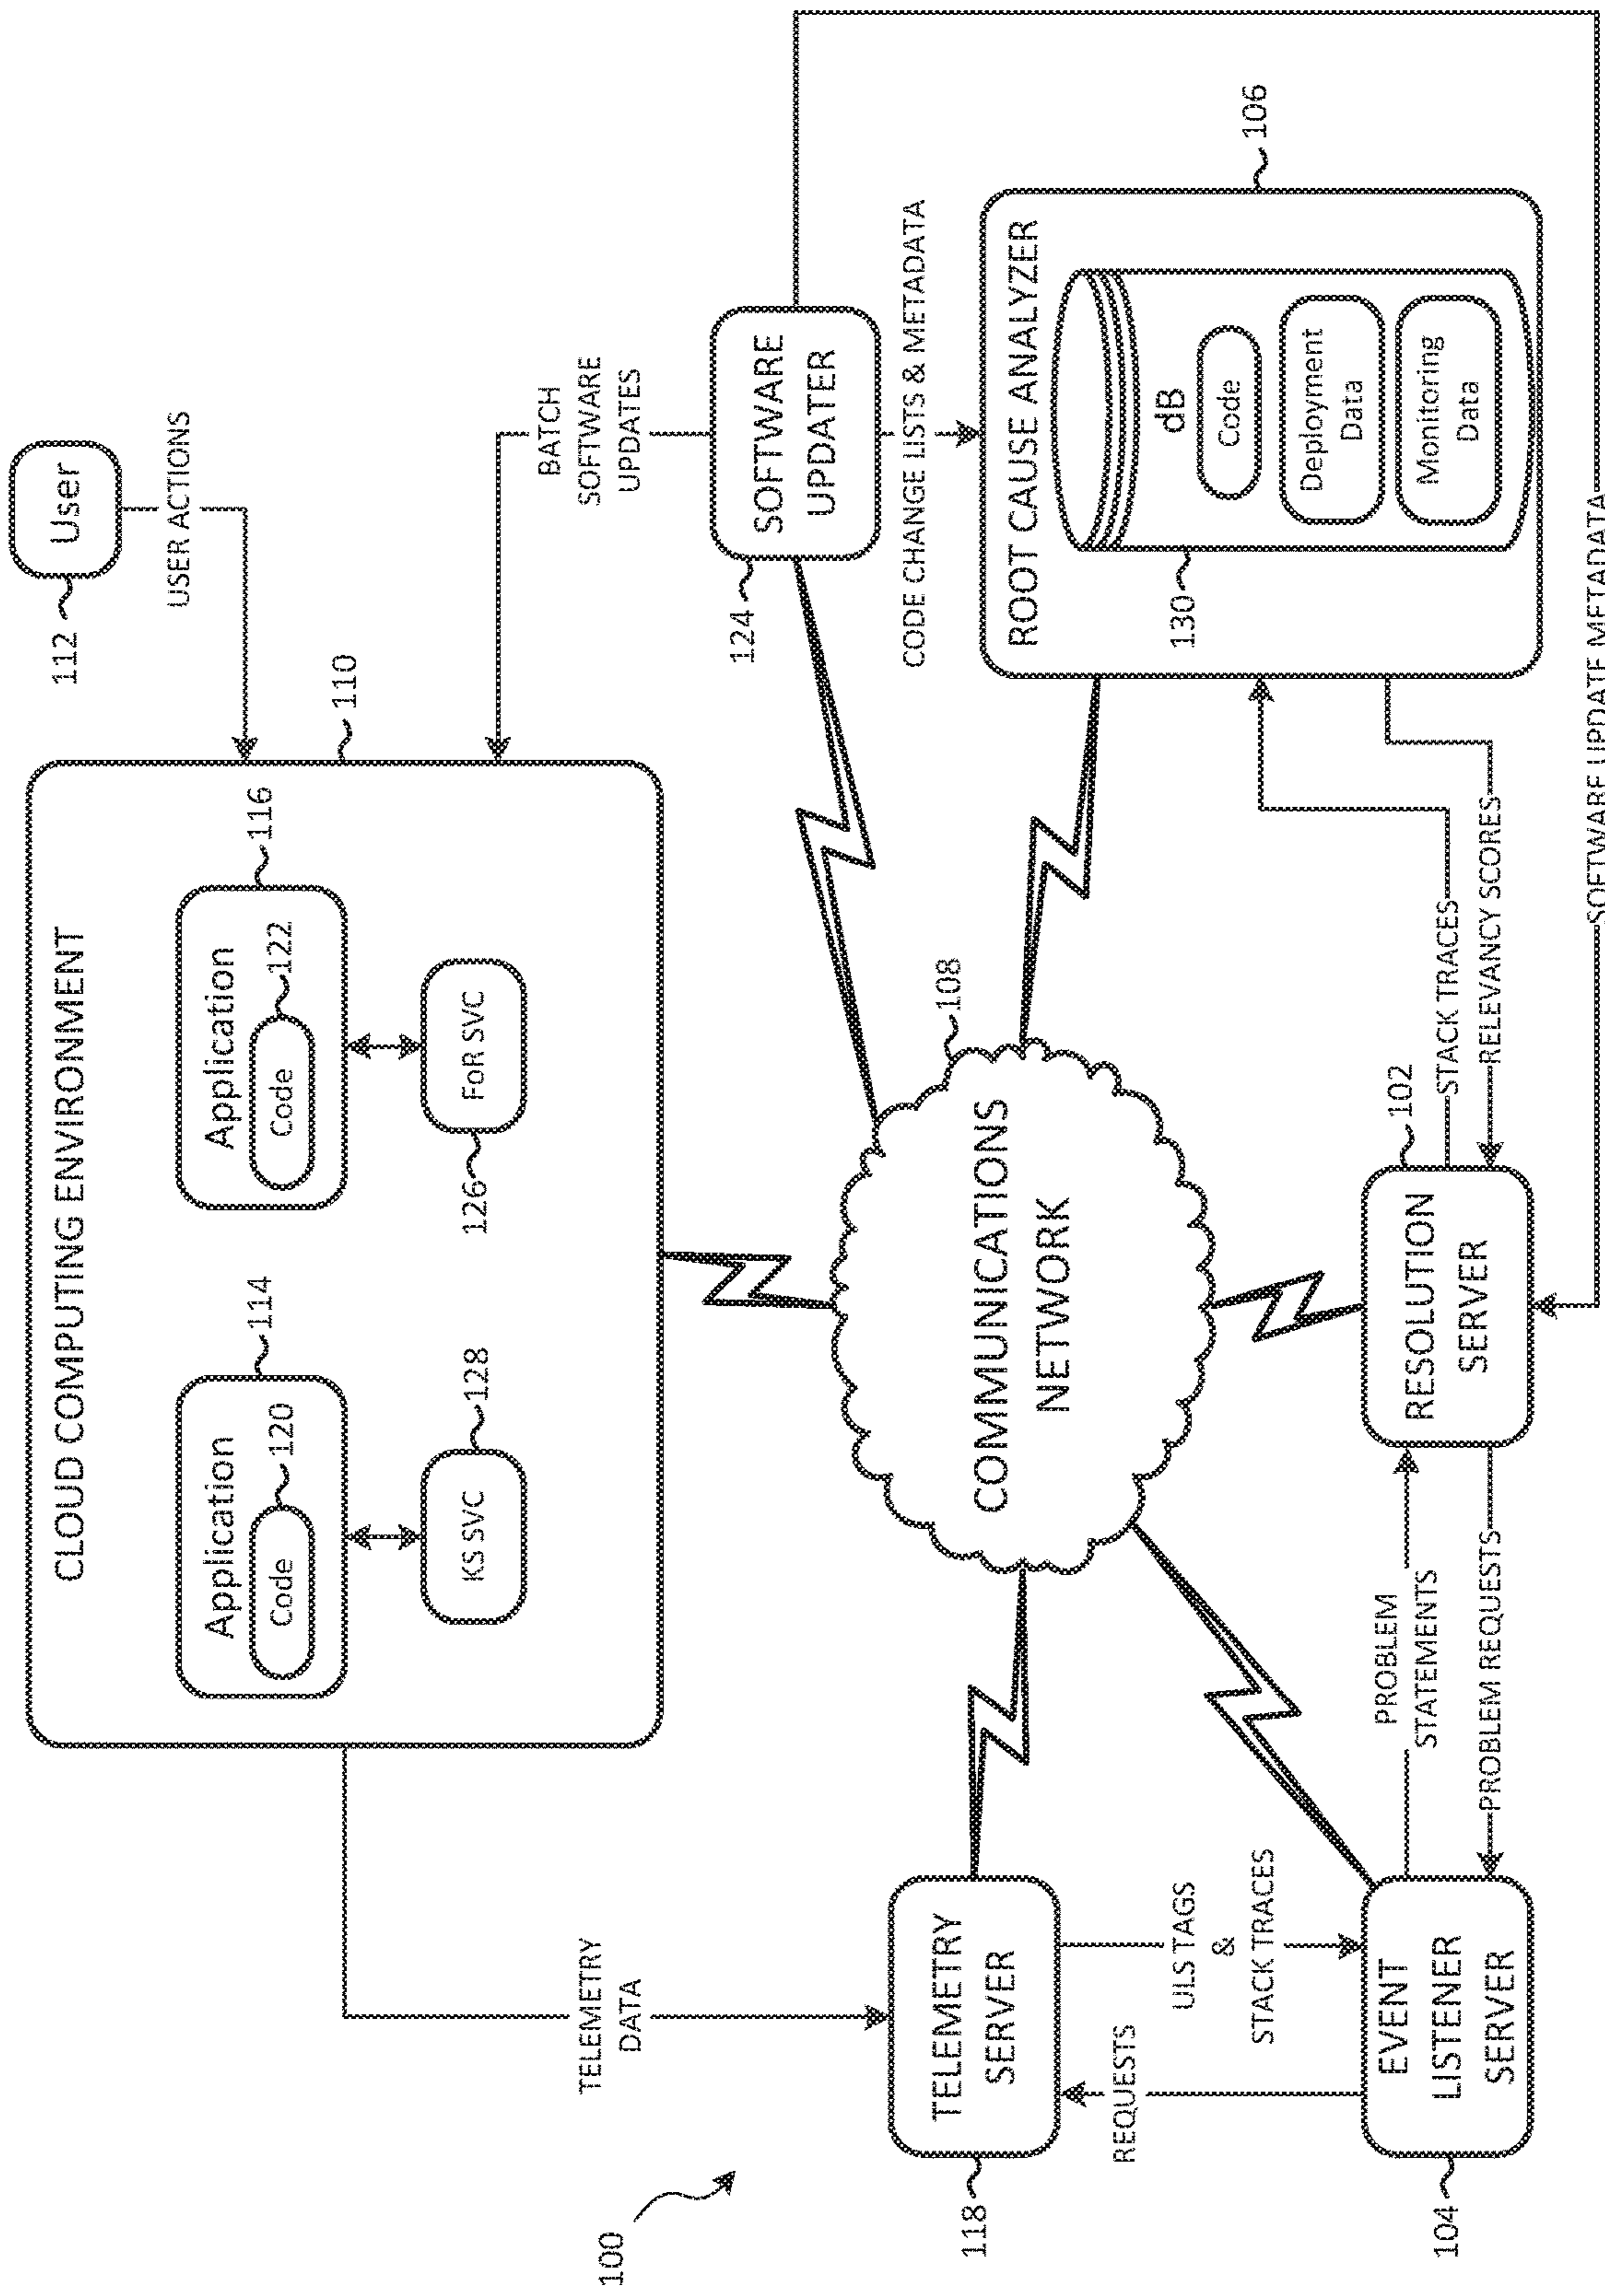 100
CLOUD COMPUTING ENVIRONMENT
110
Application
Code
120
114
KS SVC
128
Application
Code
122
116
FoR SVC
126
User
112
USER ACTIONS
BATCH
SOFTWARE
UPDATES
TELEMETRY
DATA
TELEMETRY
SERVER
118
COMMUNICATIONS
NETWORK
108
SOFTWARE
UPDATER
124
CODE CHANGE LISTS & METADATA
REQUESTS
ULS TAGS
&
STACK TRACES
EVENT
LISTENER
SERVER
104
PROBLEM
STATEMENTS
PROBLEM REQUESTS
RESOLUTION
SERVER
102
STACK TRACES
RELEVANCY SCORES
ROOT CAUSE ANALYZER
106
130
dB
Code
Deployment
Data
Monitoring
Data
SOFTWARE UPDATE METADATA